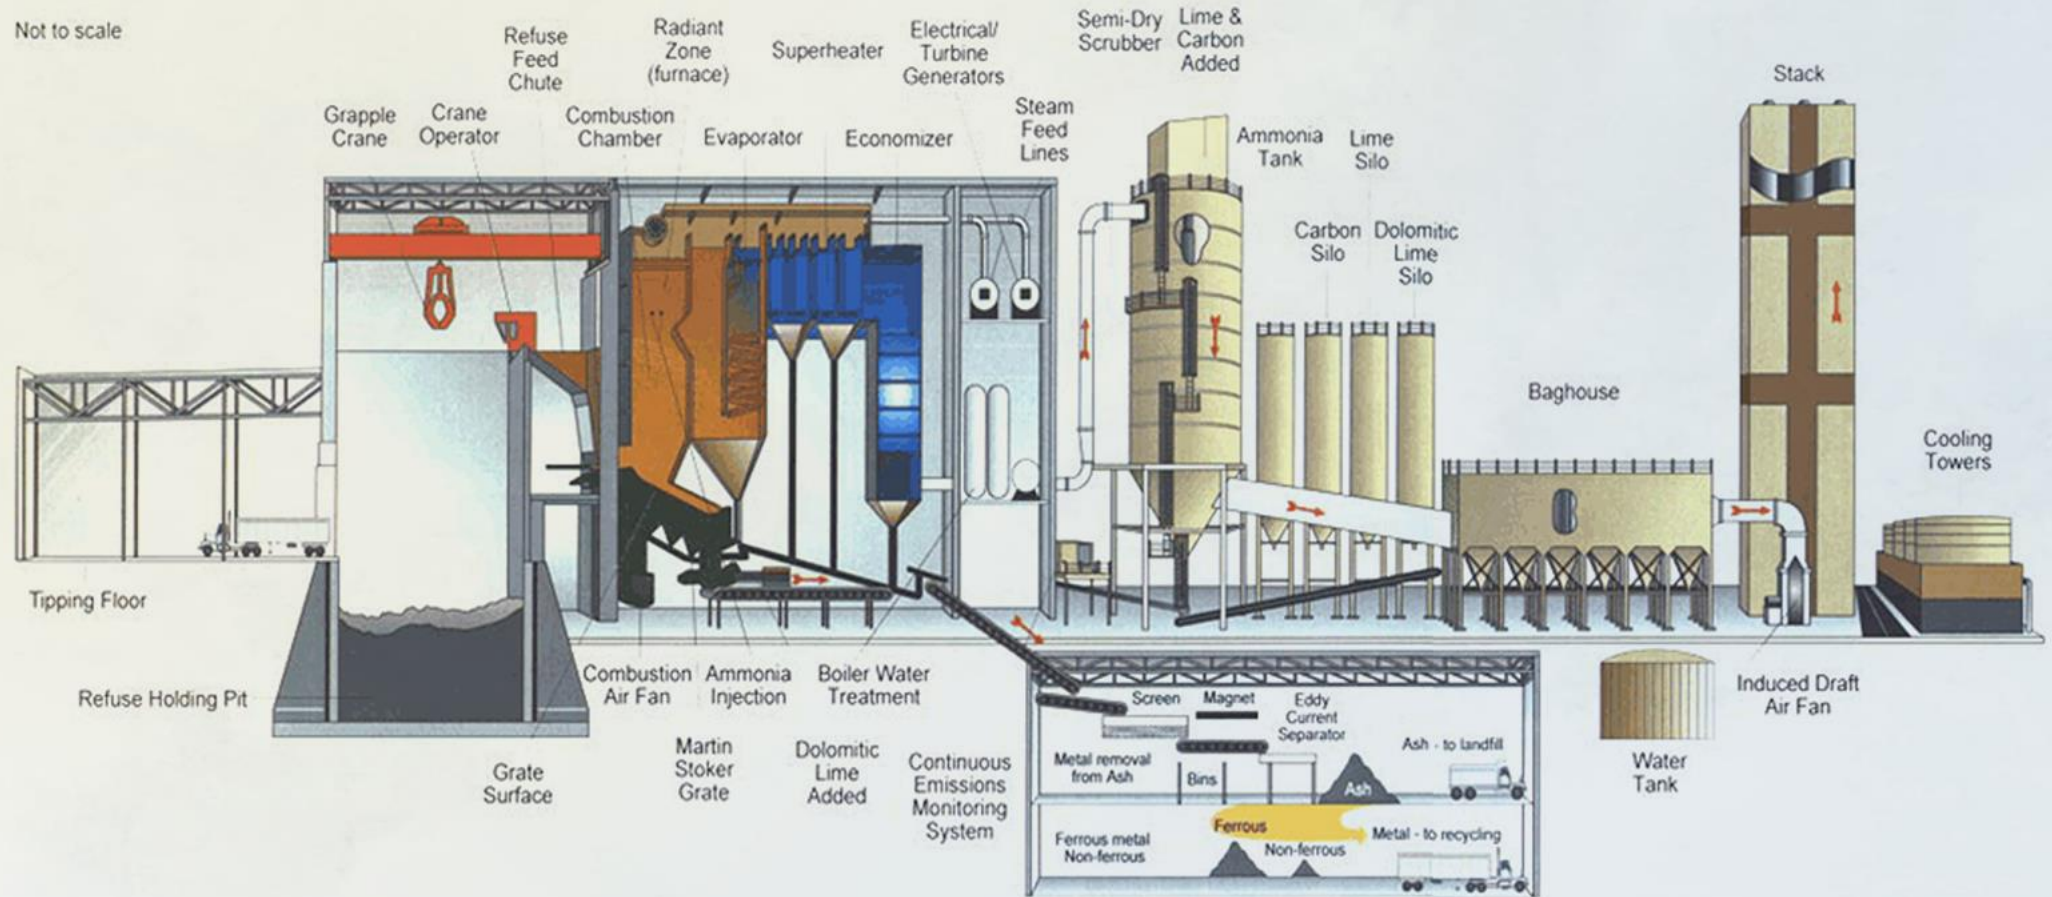 Not to scale
Refuse
Feed
Chute
Radiant
Zone
(furnace)
Superheater
Electrical/
Turbine
Generators
Semi-Dry
Scrubber
Lime &
Carbon
Added
Stack
Grapple
Crane
Crane
Operator
Combustion
Chamber
Evaporator
Economizer
Steam
Feed
Lines
Ammonia
Tank
Lime
Silo
Carbon
Silo
Dolomitic
Lime
Silo
Baghouse
Cooling
Towers
Tipping Floor
Refuse Holding Pit
Combustion
Air Fan
Ammonia
Injection
Boiler Water
Treatment
Induced Draft
Air Fan
Water
Tank
Grate
Surface
Martin
Stoker
Grate
Dolomitic
Lime
Added
Continuous
Emissions
Monitoring
System
Screen
Magnet
Eddy
Current
Separator
Metal removal
from Ash
Bins
Ash
Ash - to landfill
Ferrous
Ferrous metal
Non-ferrous
Non-ferrous
Metal - to recycling